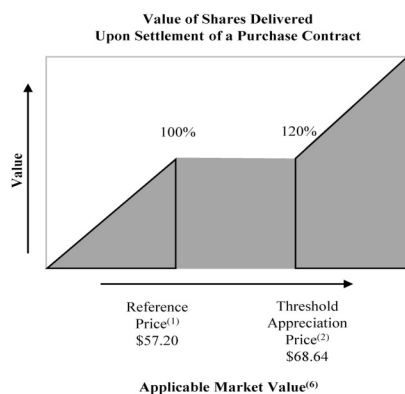 Value of Shares Delivered
Upon Settlement of a Purchase Contract
100%
120%
Value
Reference
Price(1)
$57.20
Threshold
Appreciation
Price(2)
$68.64
Applicable Market Value(6)